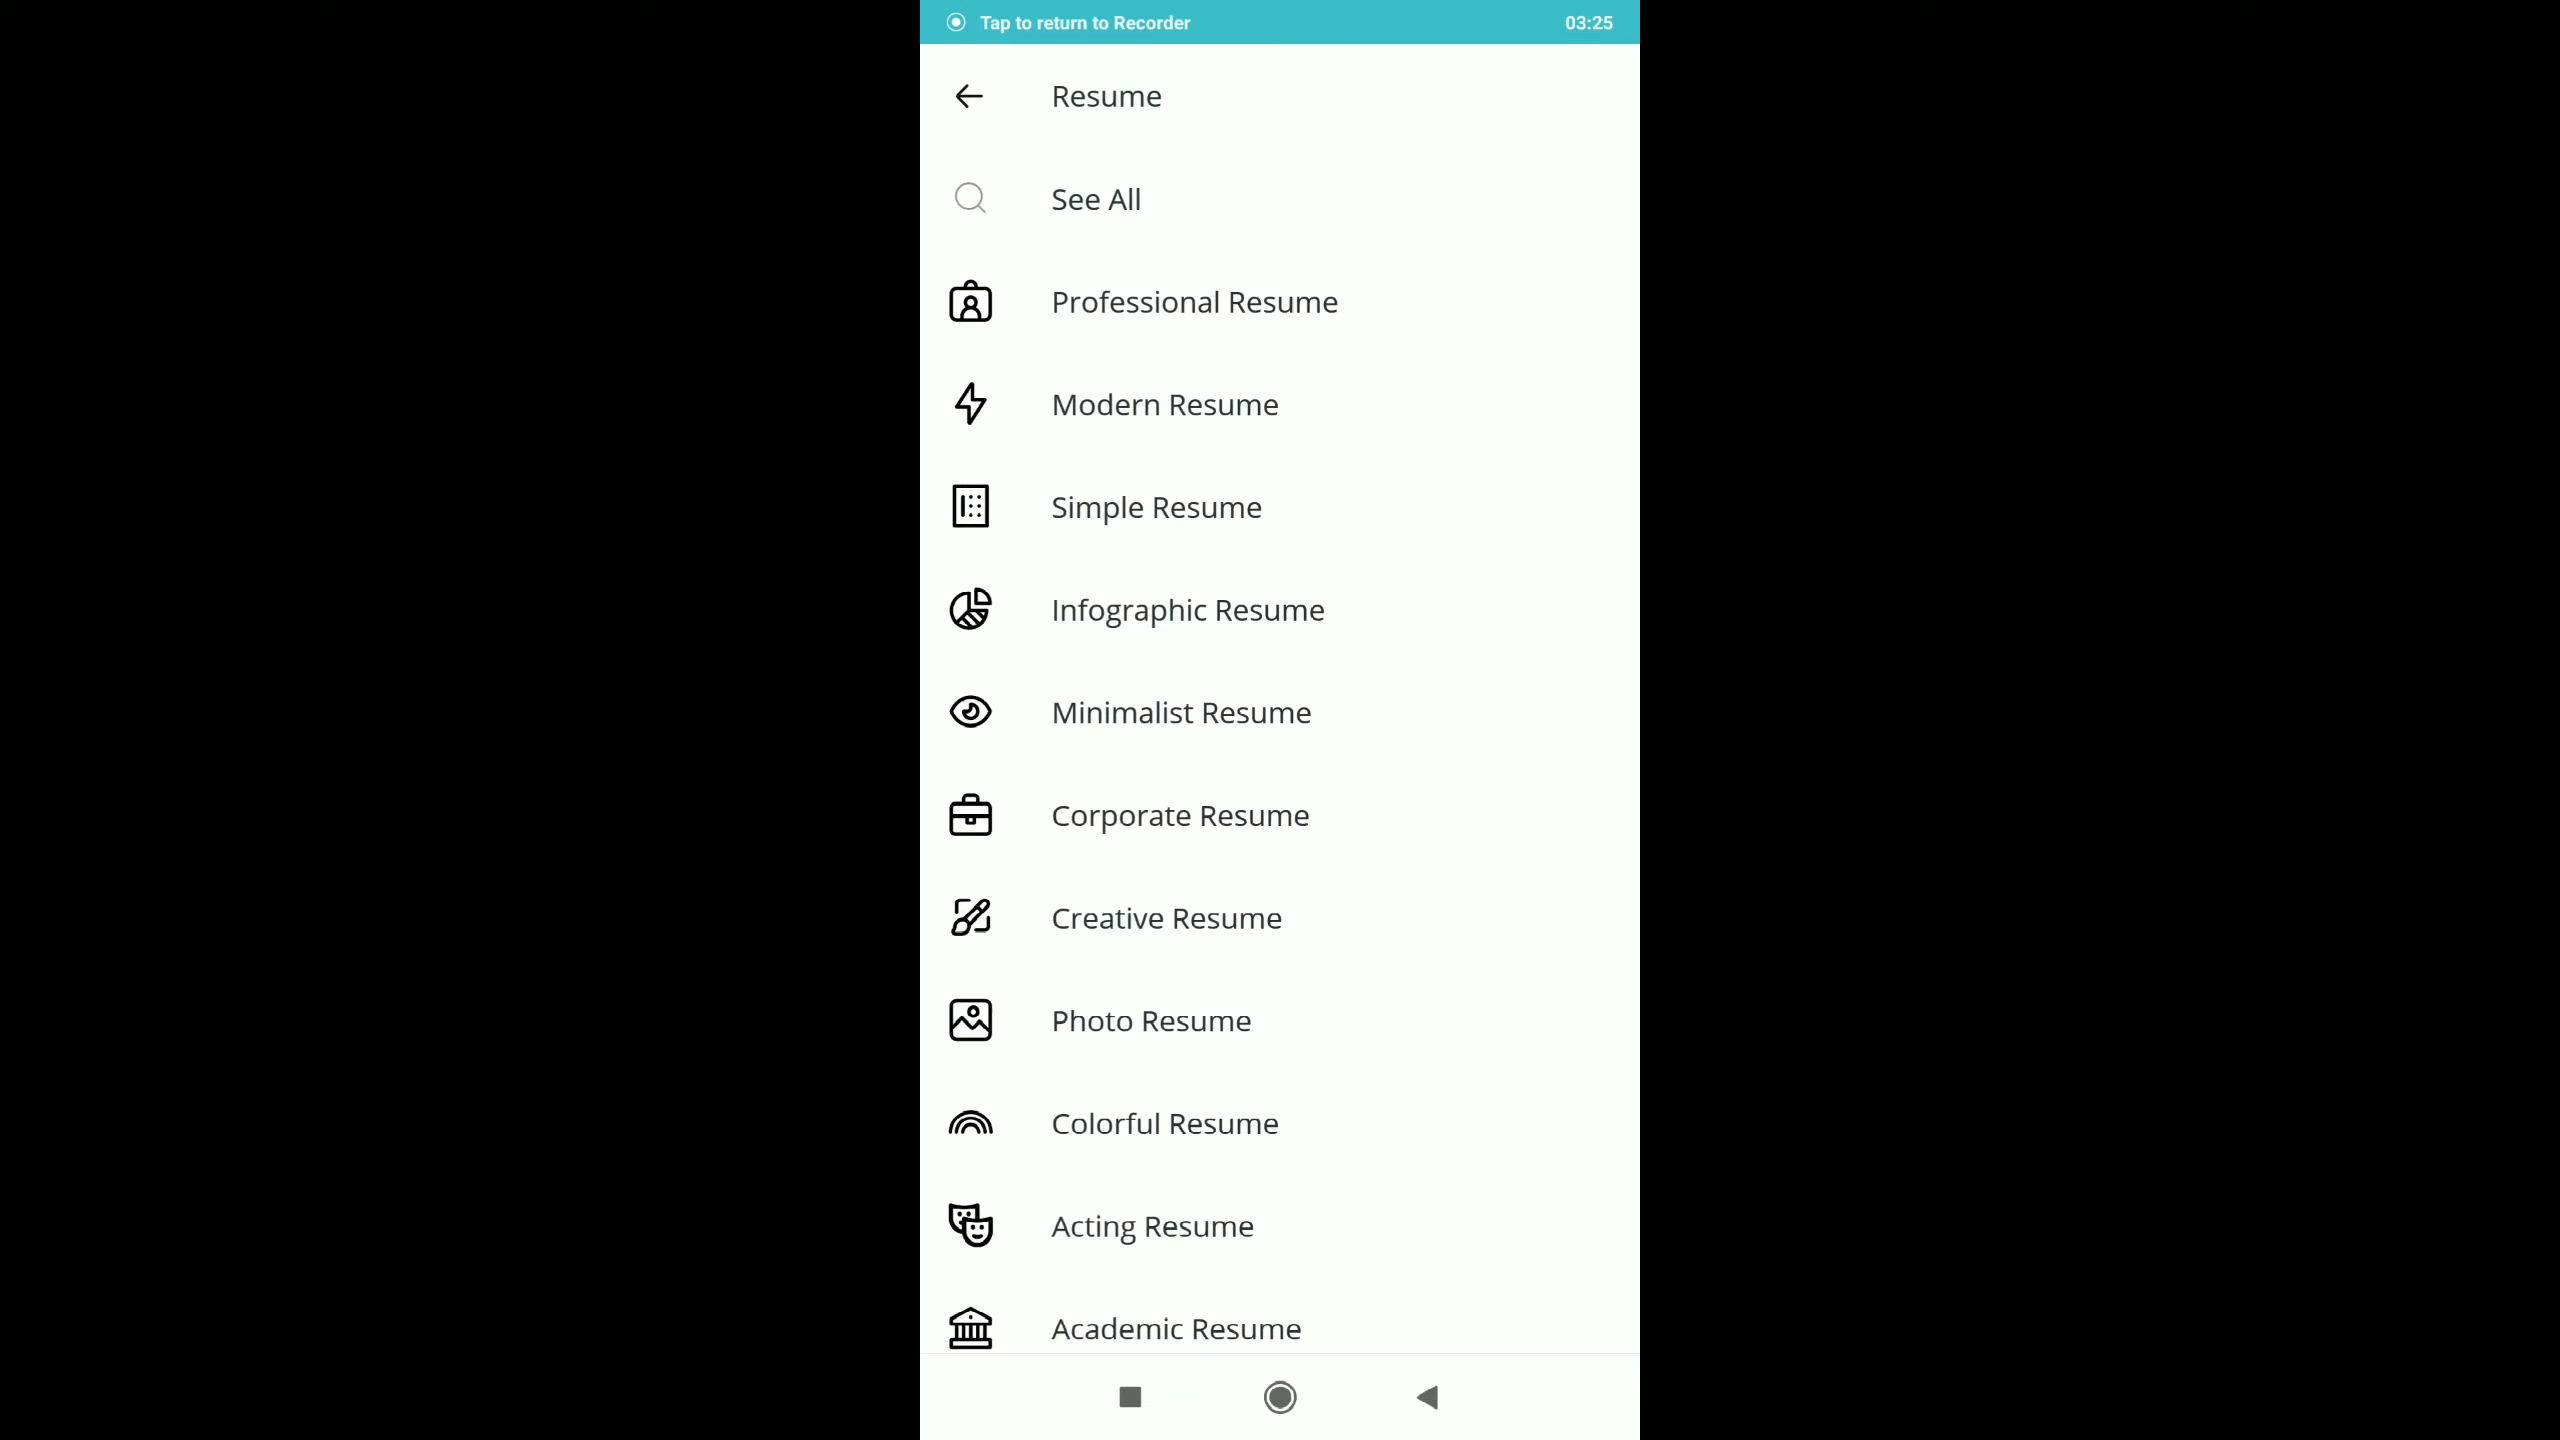 Tap to return to Recorder 03:25
Resume
See All
Professional Resume
Modern Resume
Simple Resume
Infographic Resume
Minimalist Resume
Corporate Resume
Creative Resume
Photo Resume
Colorful Resume
Acting Resume
Academic Resume